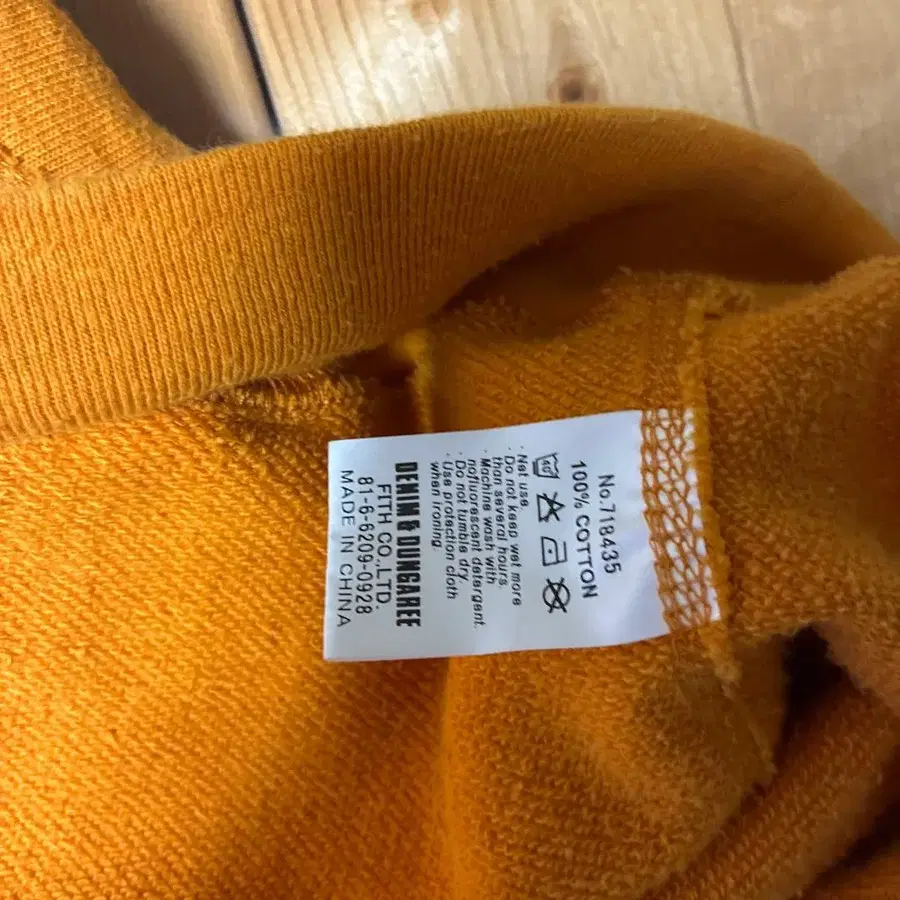 No.718435
100% COTTON
40
· Net use.
· Do not keep wet more
than several hours.
· Machine wash with
nofluorescent detergent.
· Do not tumble dry.
· Use protection cloth
when ironing.
DENIM & DUNGAREE
FITH CO.,LTD.
81-6-6209-0928
MADE IN CHINA